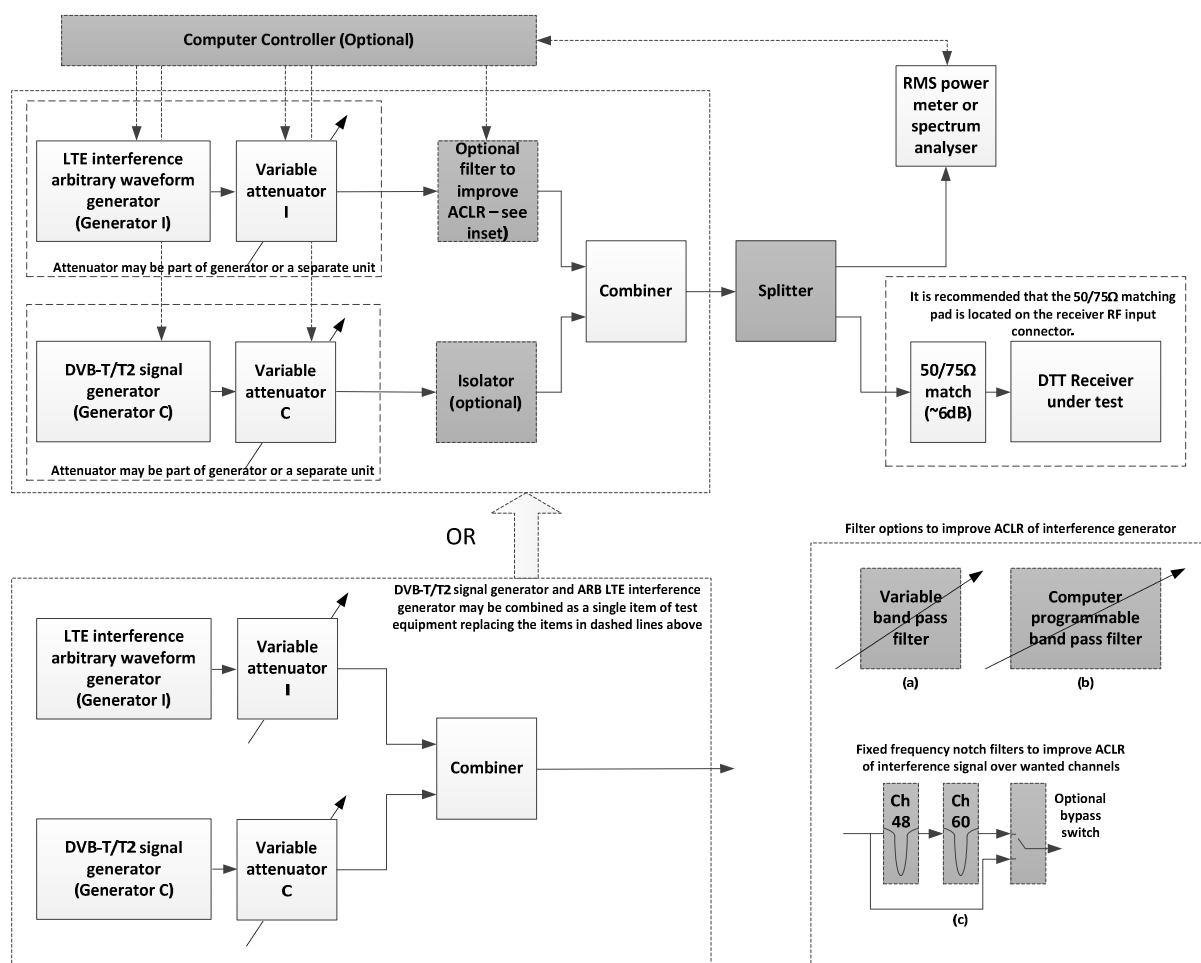 Computer Controller (Optional)
RMS power
meter or
spectrum
analyser
LTE interference
arbitrary waveform
generator
(Generator I)
Variable
attenuator
I
Optional
filter to
improve
ACLR – see
inset)
Attenuator may be part of generator or a separate unit
Combiner
Splitter
It is recommended that the 50/75Ω matching
pad is located on the receiver RF input
connector.
DVB-T/T2 signal
generator
(Generator C)
Variable
attenuator
C
Isolator
(optional)
50/75Ω
match
(~6dB)
DTT Receiver
under test
Attenuator may be part of generator or a separate unit
OR
Filter options to improve ACLR of interference generator
DVB-T/T2 signal generator and ARB LTE interference
generator may be combined as a single item of test
equipment replacing the items in dashed lines above
LTE interference
arbitrary waveform
generator
(Generator I)
Variable
attenuator
I
Combiner
DVB-T/T2 signal
generator
(Generator C)
Variable
attenuator
C
Variable
band pass
filter
(a)
Computer
programmable
band pass filter
(b)
Fixed frequency notch filters to improve ACLR
of interference signal over wanted channels
Ch
48
Ch
60
Optional
bypass
switch
(c)